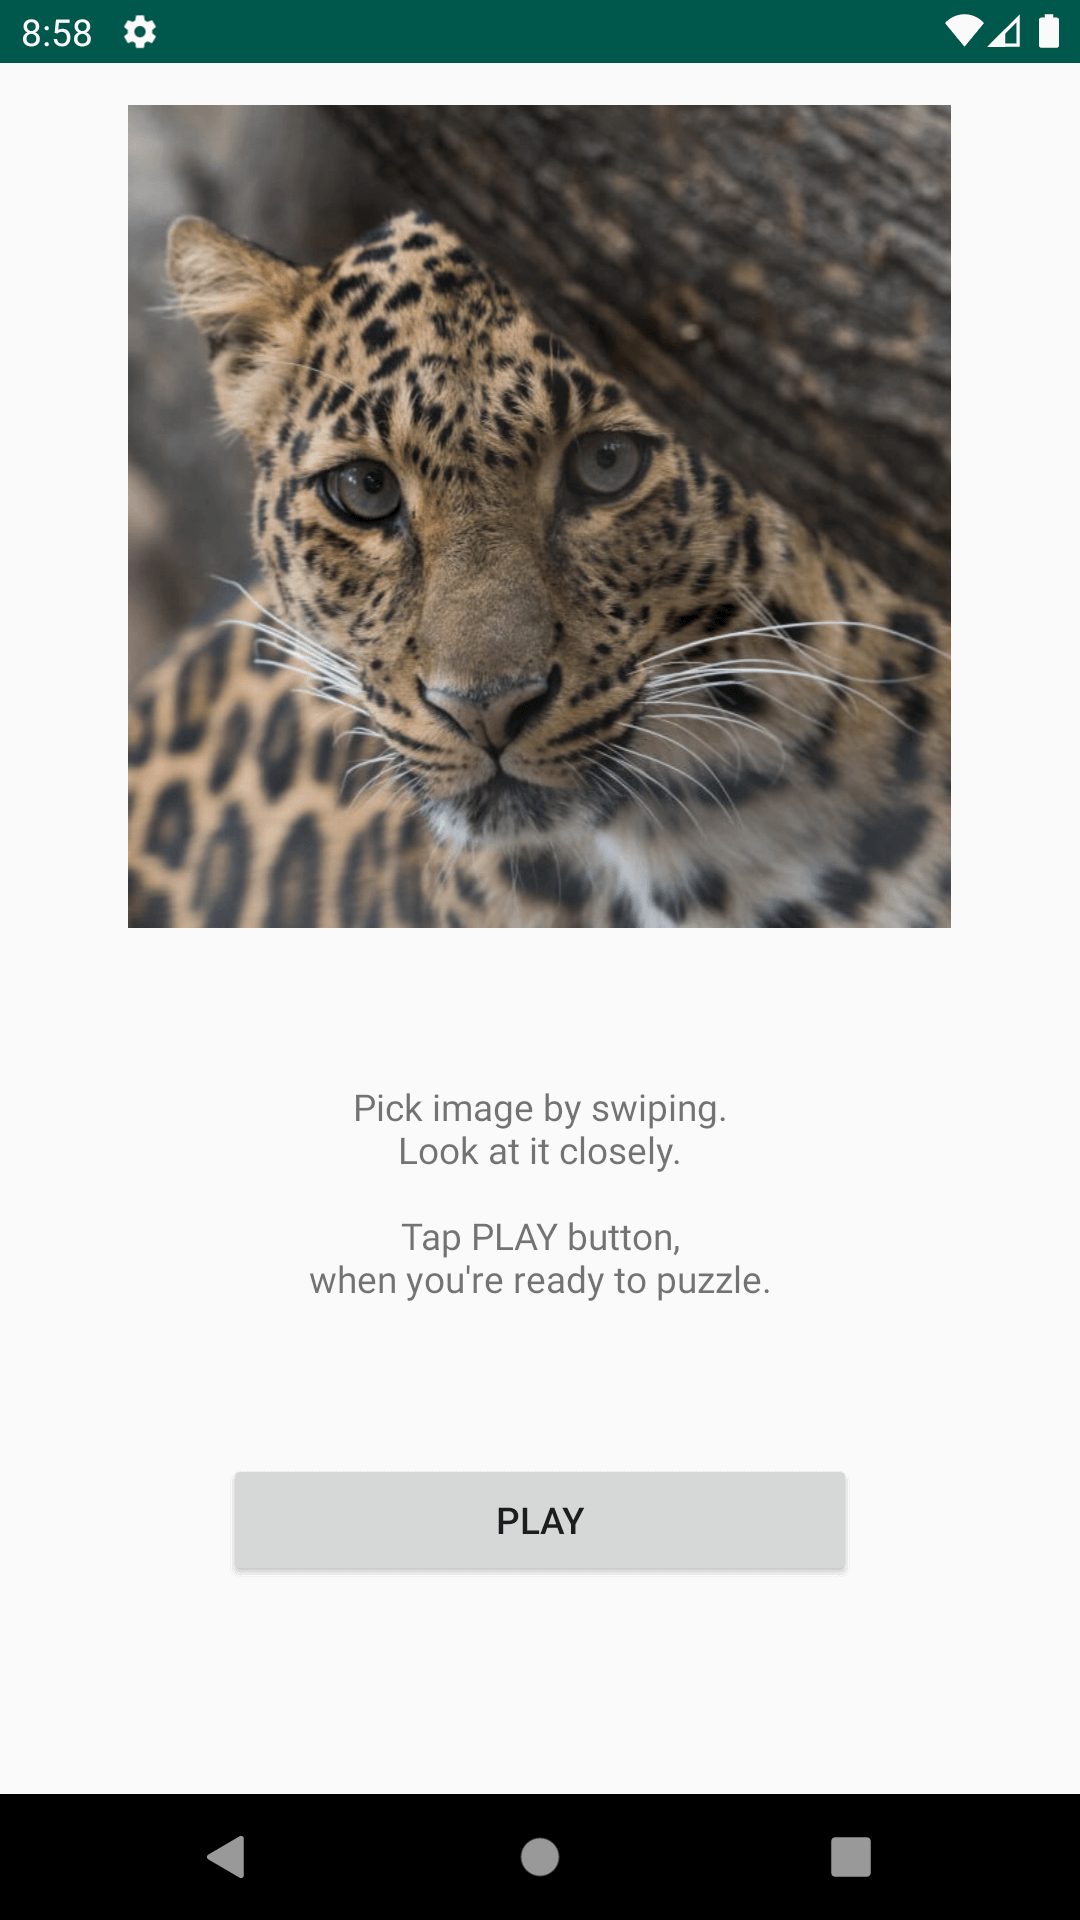 8:58
Pick image by swiping.
Look at it closely.
Tap PLAY button,
when you're ready to puzzle.
PLAY